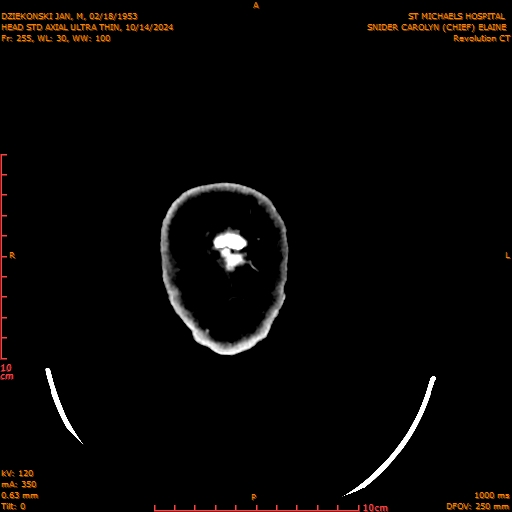 A
DZIEKONSKI JAN, M, 02/18/1953
HEAD STD AXIAL ULTRA THIN, 10/14/2024
Fr: 255, WL: 30, WW: 100
ST MICHAELS HOSPITAL
SNIDER CAROLYN (CHIEF) ELAINE
Revolution CT
R
L
10
cm
kV: 120
mA: 350
0.63 mm
Tilt: 0
P
10cm
1000 ms
DFOV: 250 mm